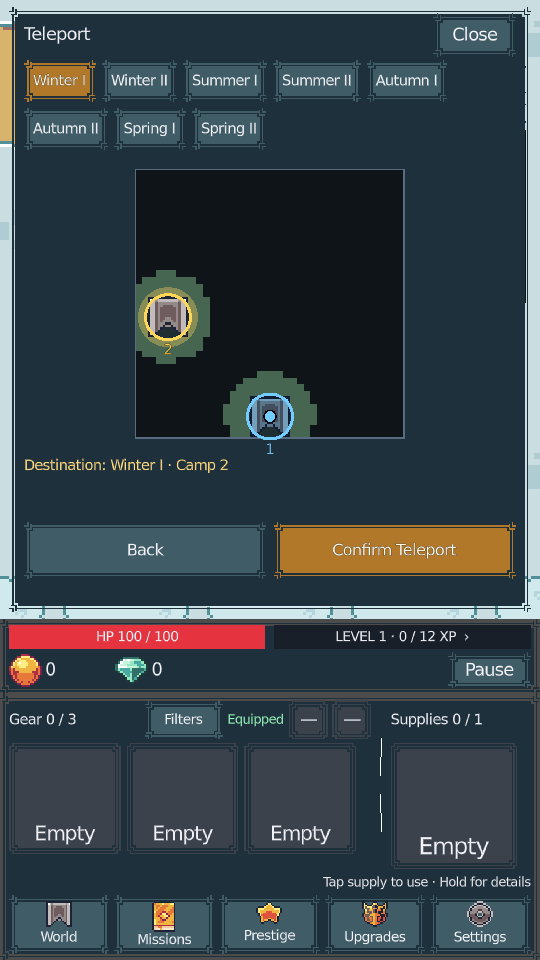 Teleport
Close
Winter I
Winter II
Summer I
Summer II
Autumn I
Autumn II
Spring I
Spring II
2
1
Destination: Winter I · Camp 2
Back
Confirm Teleport
HP 100 / 100
LEVEL 1 · 0 / 12 XP ›
0
0
Pause
Gear 0 / 3
Filters
Equipped
—
—
Supplies 0 / 1
Empty
Empty
Empty
Empty
Tap supply to use · Hold for details
World
Missions
Prestige
Upgrades
Settings